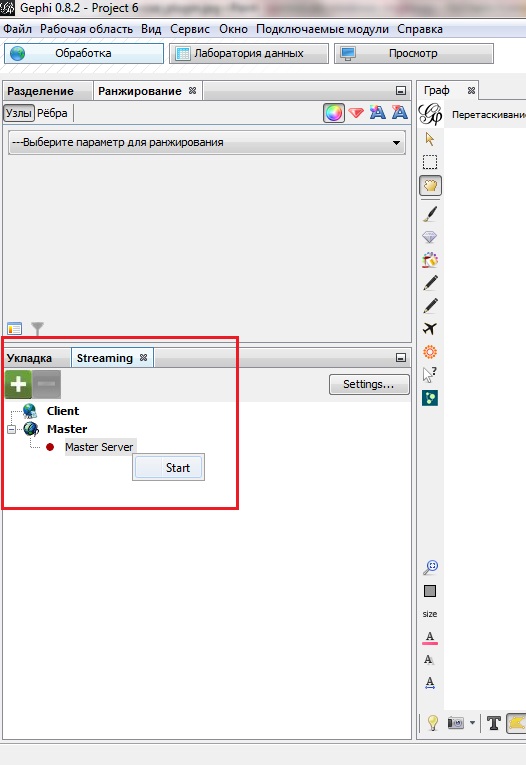 Gephi 0.8.2 - Project 6
Файл Рабочая область Вид Сервис Окно Подключаемые модули Справка
Обработка Лаборатория данных Просмотр
Разделение Ранжирование Граф
Узлы Рёбра Перетаскивани
---Выберите параметр для ранжирования
Укладка Streaming
Settings...
Client
Master
Master Server
Start
size
A
A
A
T